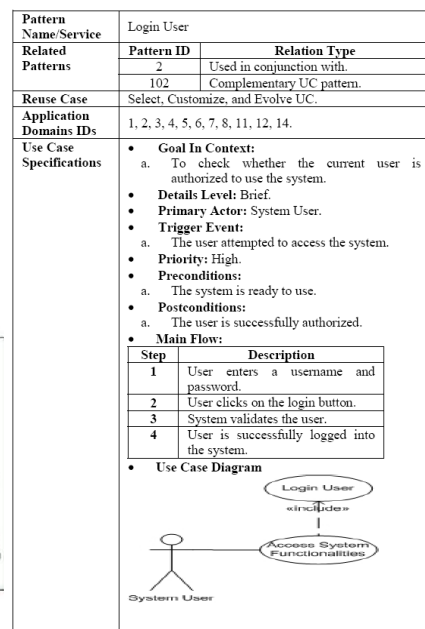 Pattern
Name/Service
Login User
Related
Patterns
Pattern ID Relation Type
2 Used in conjunction with.
102 Complementary UC pattern.
Reuse Case Select, Customize, and Evolve UC.
Application
Domains IDs
1, 2, 3, 4, 5, 6, 7, 8, 11, 12, 14.
Use Case
Specifications
• Goal In Context:
a. To check whether the current user is
authorized to use the system.
• Details Level: Brief.
• Primary Actor: System User.
• Trigger Event:
a. The user attempted to access the system.
• Priority: High.
• Preconditions:
a. The system is ready to use.
• Postconditions:
a. The user is successfully authorized.
• Main Flow:
Step Description
1 User enters a username and
password.
2 User clicks on the login button.
3 System validates the user.
4 User is successfully logged into
the system.
• Use Case Diagram
Login User
«include»
Access System
Functionalities
System User